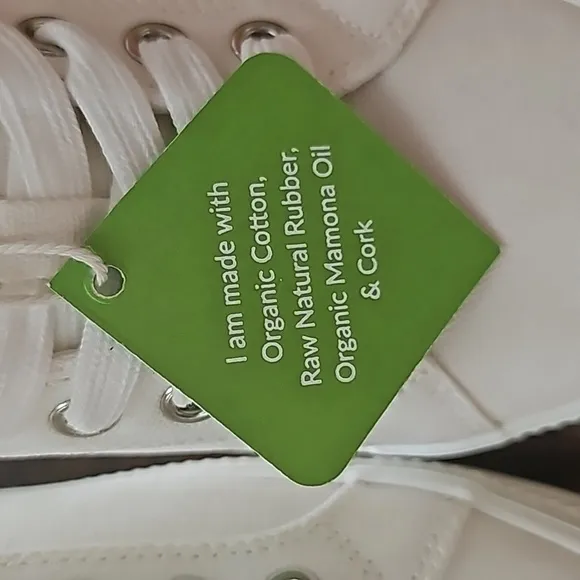 I am made with
Organic Cotton,
Raw Natural Rubber,
Organic Mamona Oil
& Cork